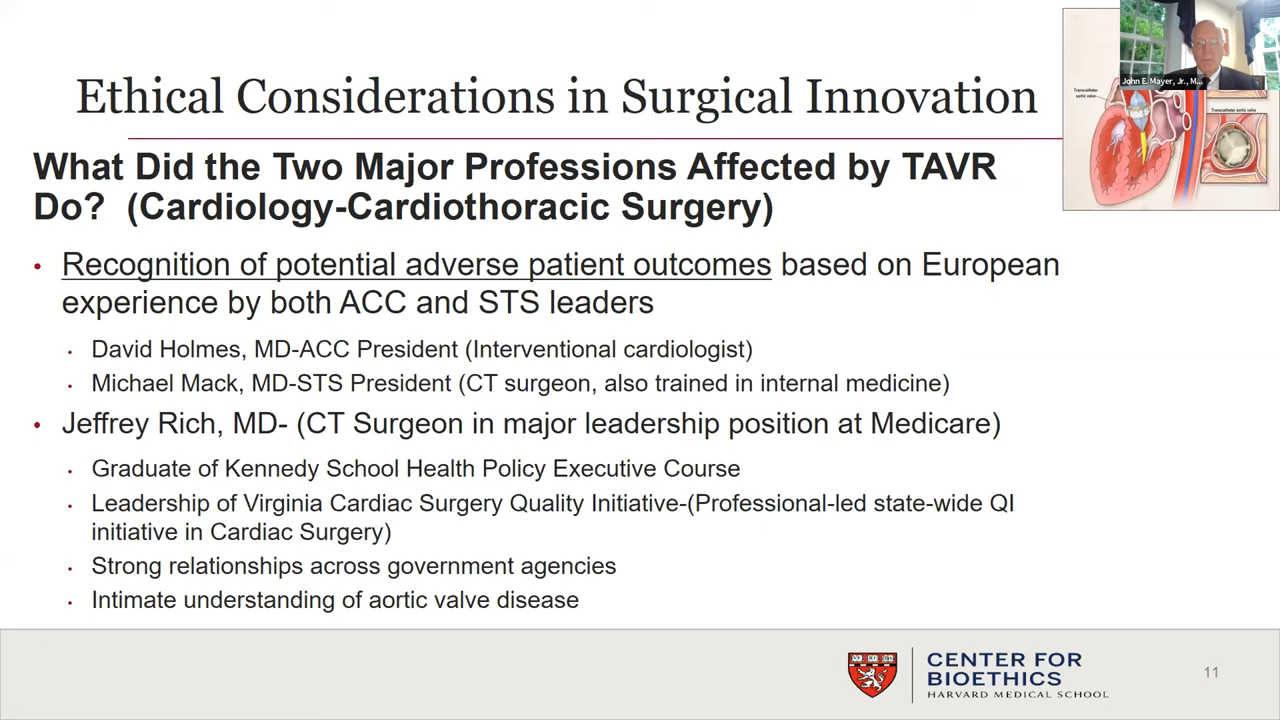 Ethical Considerations in Surgical Innovation
John E. Mayer, Jr., M...
Transcatheter
aortic valve
Transcatheter aortic valve
What Did the Two Major Professions Affected by TAVR
Do? (Cardiology-Cardiothoracic Surgery)
• Recognition of potential adverse patient outcomes based on European
experience by both ACC and STS leaders
• David Holmes, MD-ACC President (Interventional cardiologist)
• Michael Mack, MD-STS President (CT surgeon, also trained in internal medicine)
• Jeffrey Rich, MD- (CT Surgeon in major leadership position at Medicare)
• Graduate of Kennedy School Health Policy Executive Course
• Leadership of Virginia Cardiac Surgery Quality Initiative-(Professional-led state-wide QI
initiative in Cardiac Surgery)
• Strong relationships across government agencies
• Intimate understanding of aortic valve disease
CENTER FOR
BIOETHICS
HARVARD MEDICAL SCHOOL
11